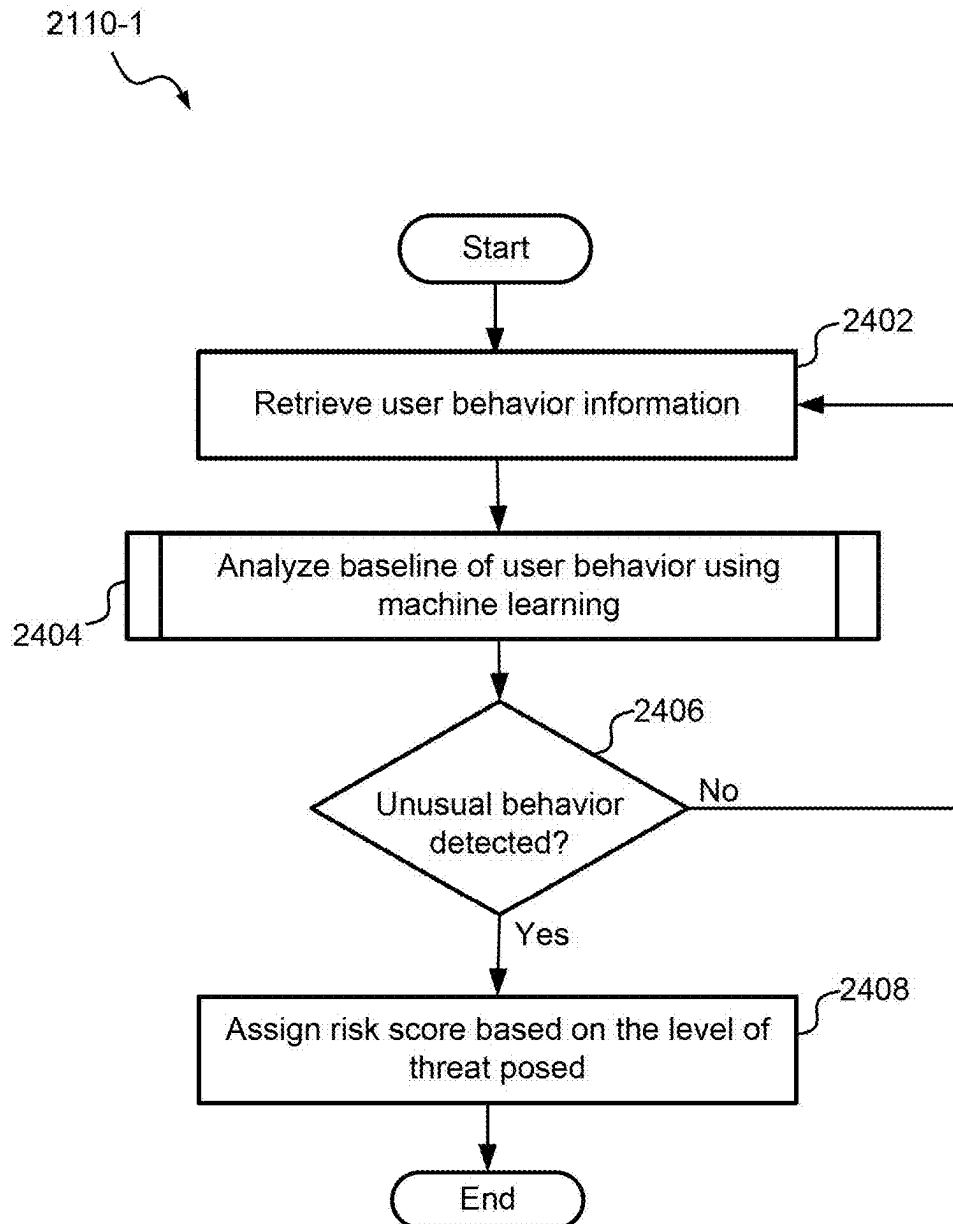 2110-1
Start
2402
Retrieve user behavior information
Analyze baseline of user behavior using
machine learning
2404
2406
Unusual behavior
detected?
No
Yes
2408
Assign risk score based on the level of
threat posed
End